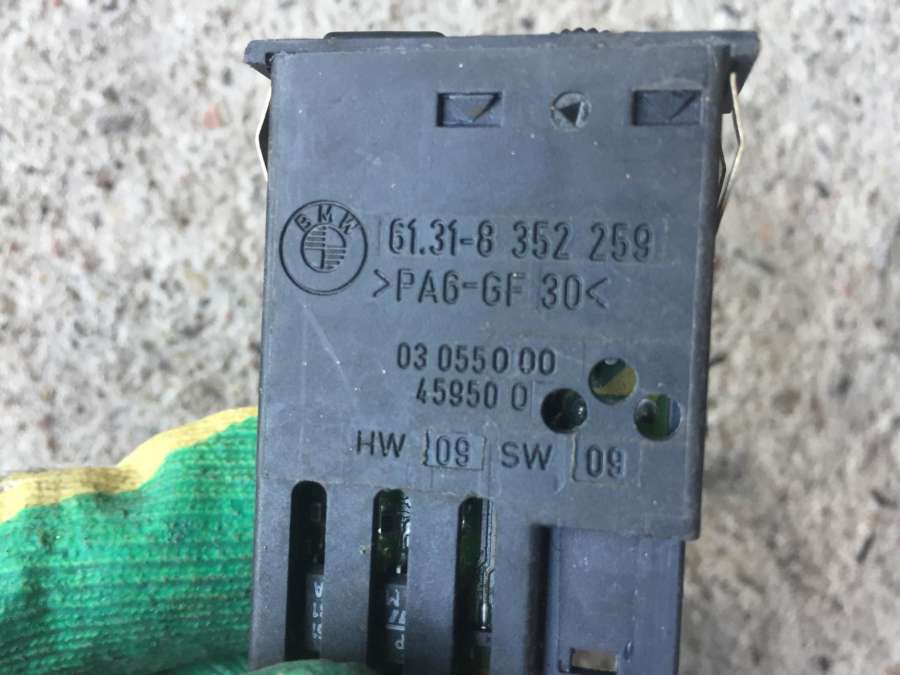 BMW
61.31-8 352 259
>PA6-GF 30<
03 0550 00
45950 0
HW 09 SW 09